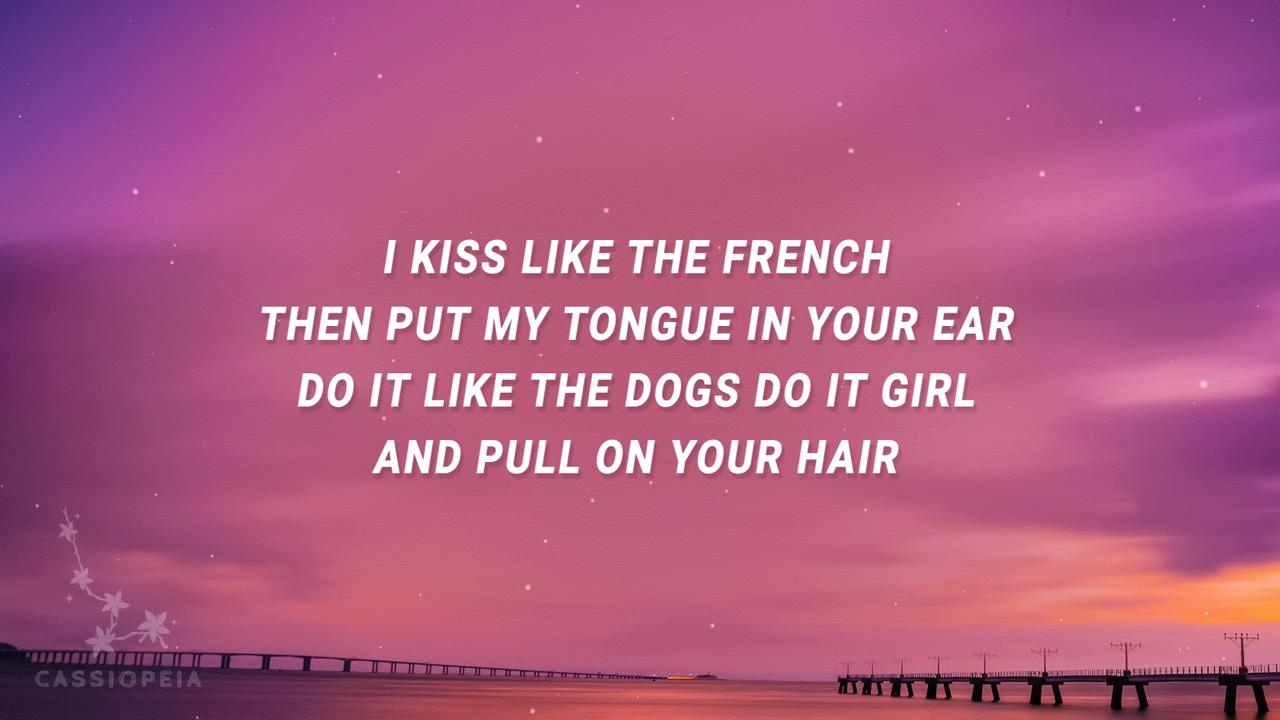 I KISS LIKE THE FRENCH
THEN PUT MY TONGUE IN YOUR EAR
DO IT LIKE THE DOGS DO IT GIRL
AND PULL ON YOUR HAIR
CASSIOPEIA